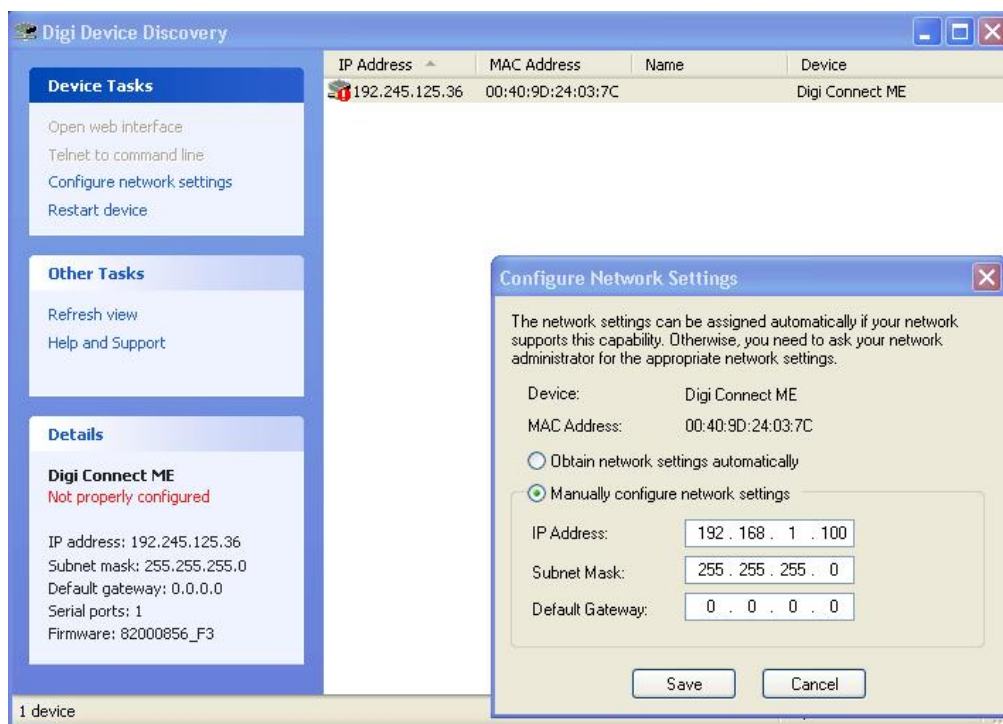 Digi Device Discovery
Device Tasks
Open web interface
Telnet to command line
Configure network settings
Restart device
Other Tasks
Refresh view
Help and Support
Details
Digi Connect ME
Not properly configured
IP address: 192.245.125.36
Subnet mask: 255.255.255.0
Default gateway: 0.0.0.0
Serial ports: 1
Firmware: 82000856_F3
IP Address MAC Address Name Device
192.245.125.36 00:40:9D:24:03:7C Digi Connect ME
Configure Network Settings
The network settings can be assigned automatically if your network
supports this capability. Otherwise, you need to ask your network
administrator for the appropriate network settings.
Device: Digi Connect ME
MAC Address: 00:40:9D:24:03:7C
Obtain network settings automatically
Manually configure network settings
IP Address: 192 . 168 . 1 . 100
Subnet Mask: 255 . 255 . 255 . 0
Default Gateway: 0 . 0 . 0 . 0
Save Cancel
1 device